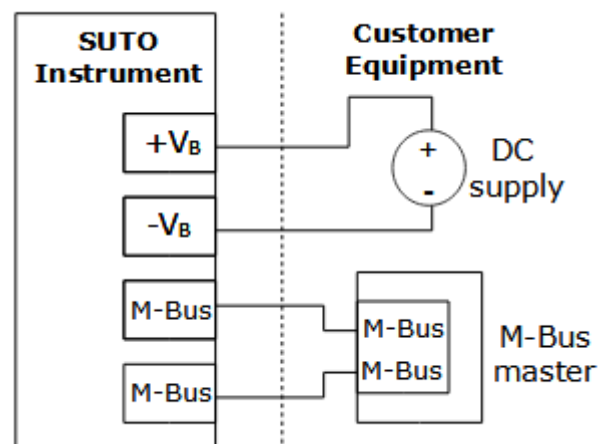 SUTO
Instrument
Customer
Equipment
+VB
-VB
M-Bus
M-Bus
+
-
DC
supply
M-Bus
M-Bus
M-Bus
master